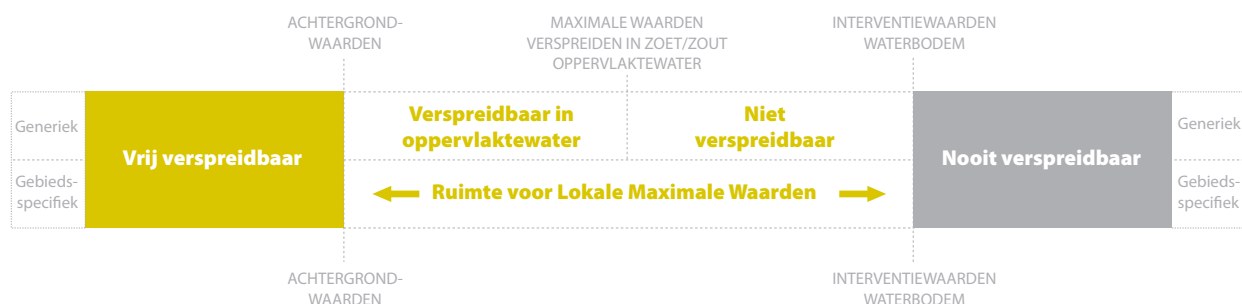 ACHTERGROND-
WAARDEN
MAXIMALE WAARDEN
VERSPREIDEN IN ZOET/ZOUT
OPPERVLAKTEWATER
INTERVENTIEWAARDEN
WATERBODEM
Generiek
Gebieds-
specifiek
Vrij verspreidbaar
Verspreidbaar in
oppervlaktewater
Niet
verspreidbaar
Ruimte voor Lokale Maximale Waarden
Nooit verspreidbaar
Generiek
Gebieds-
specifiek
ACHTERGROND-
WAARDEN
INTERVENTIEWAARDEN
WATERBODEM